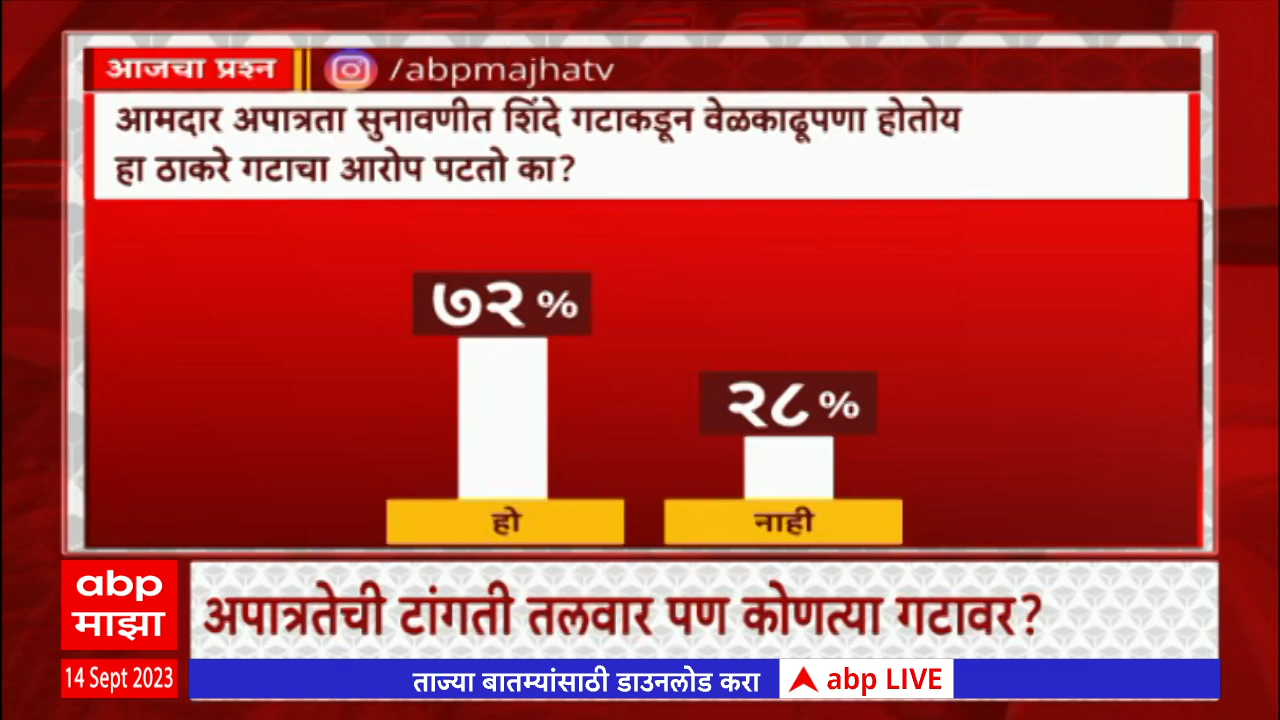 आजचा प्रश्न /abpmajhatv
आमदार अपात्रता सुनावणीत शिंदे गटाकडून वेळकाढूपणा होतोय
हा ठाकरे गटाचा आरोप पटतो का?
७२ %
२८ %
हो
नाही
abp
माझा
अपात्रतेची टांगती तलवार पण कोणत्या गटावर?
14 Sept 2023
ताज्या बातम्यांसाठी डाउनलोड करा abp LIVE